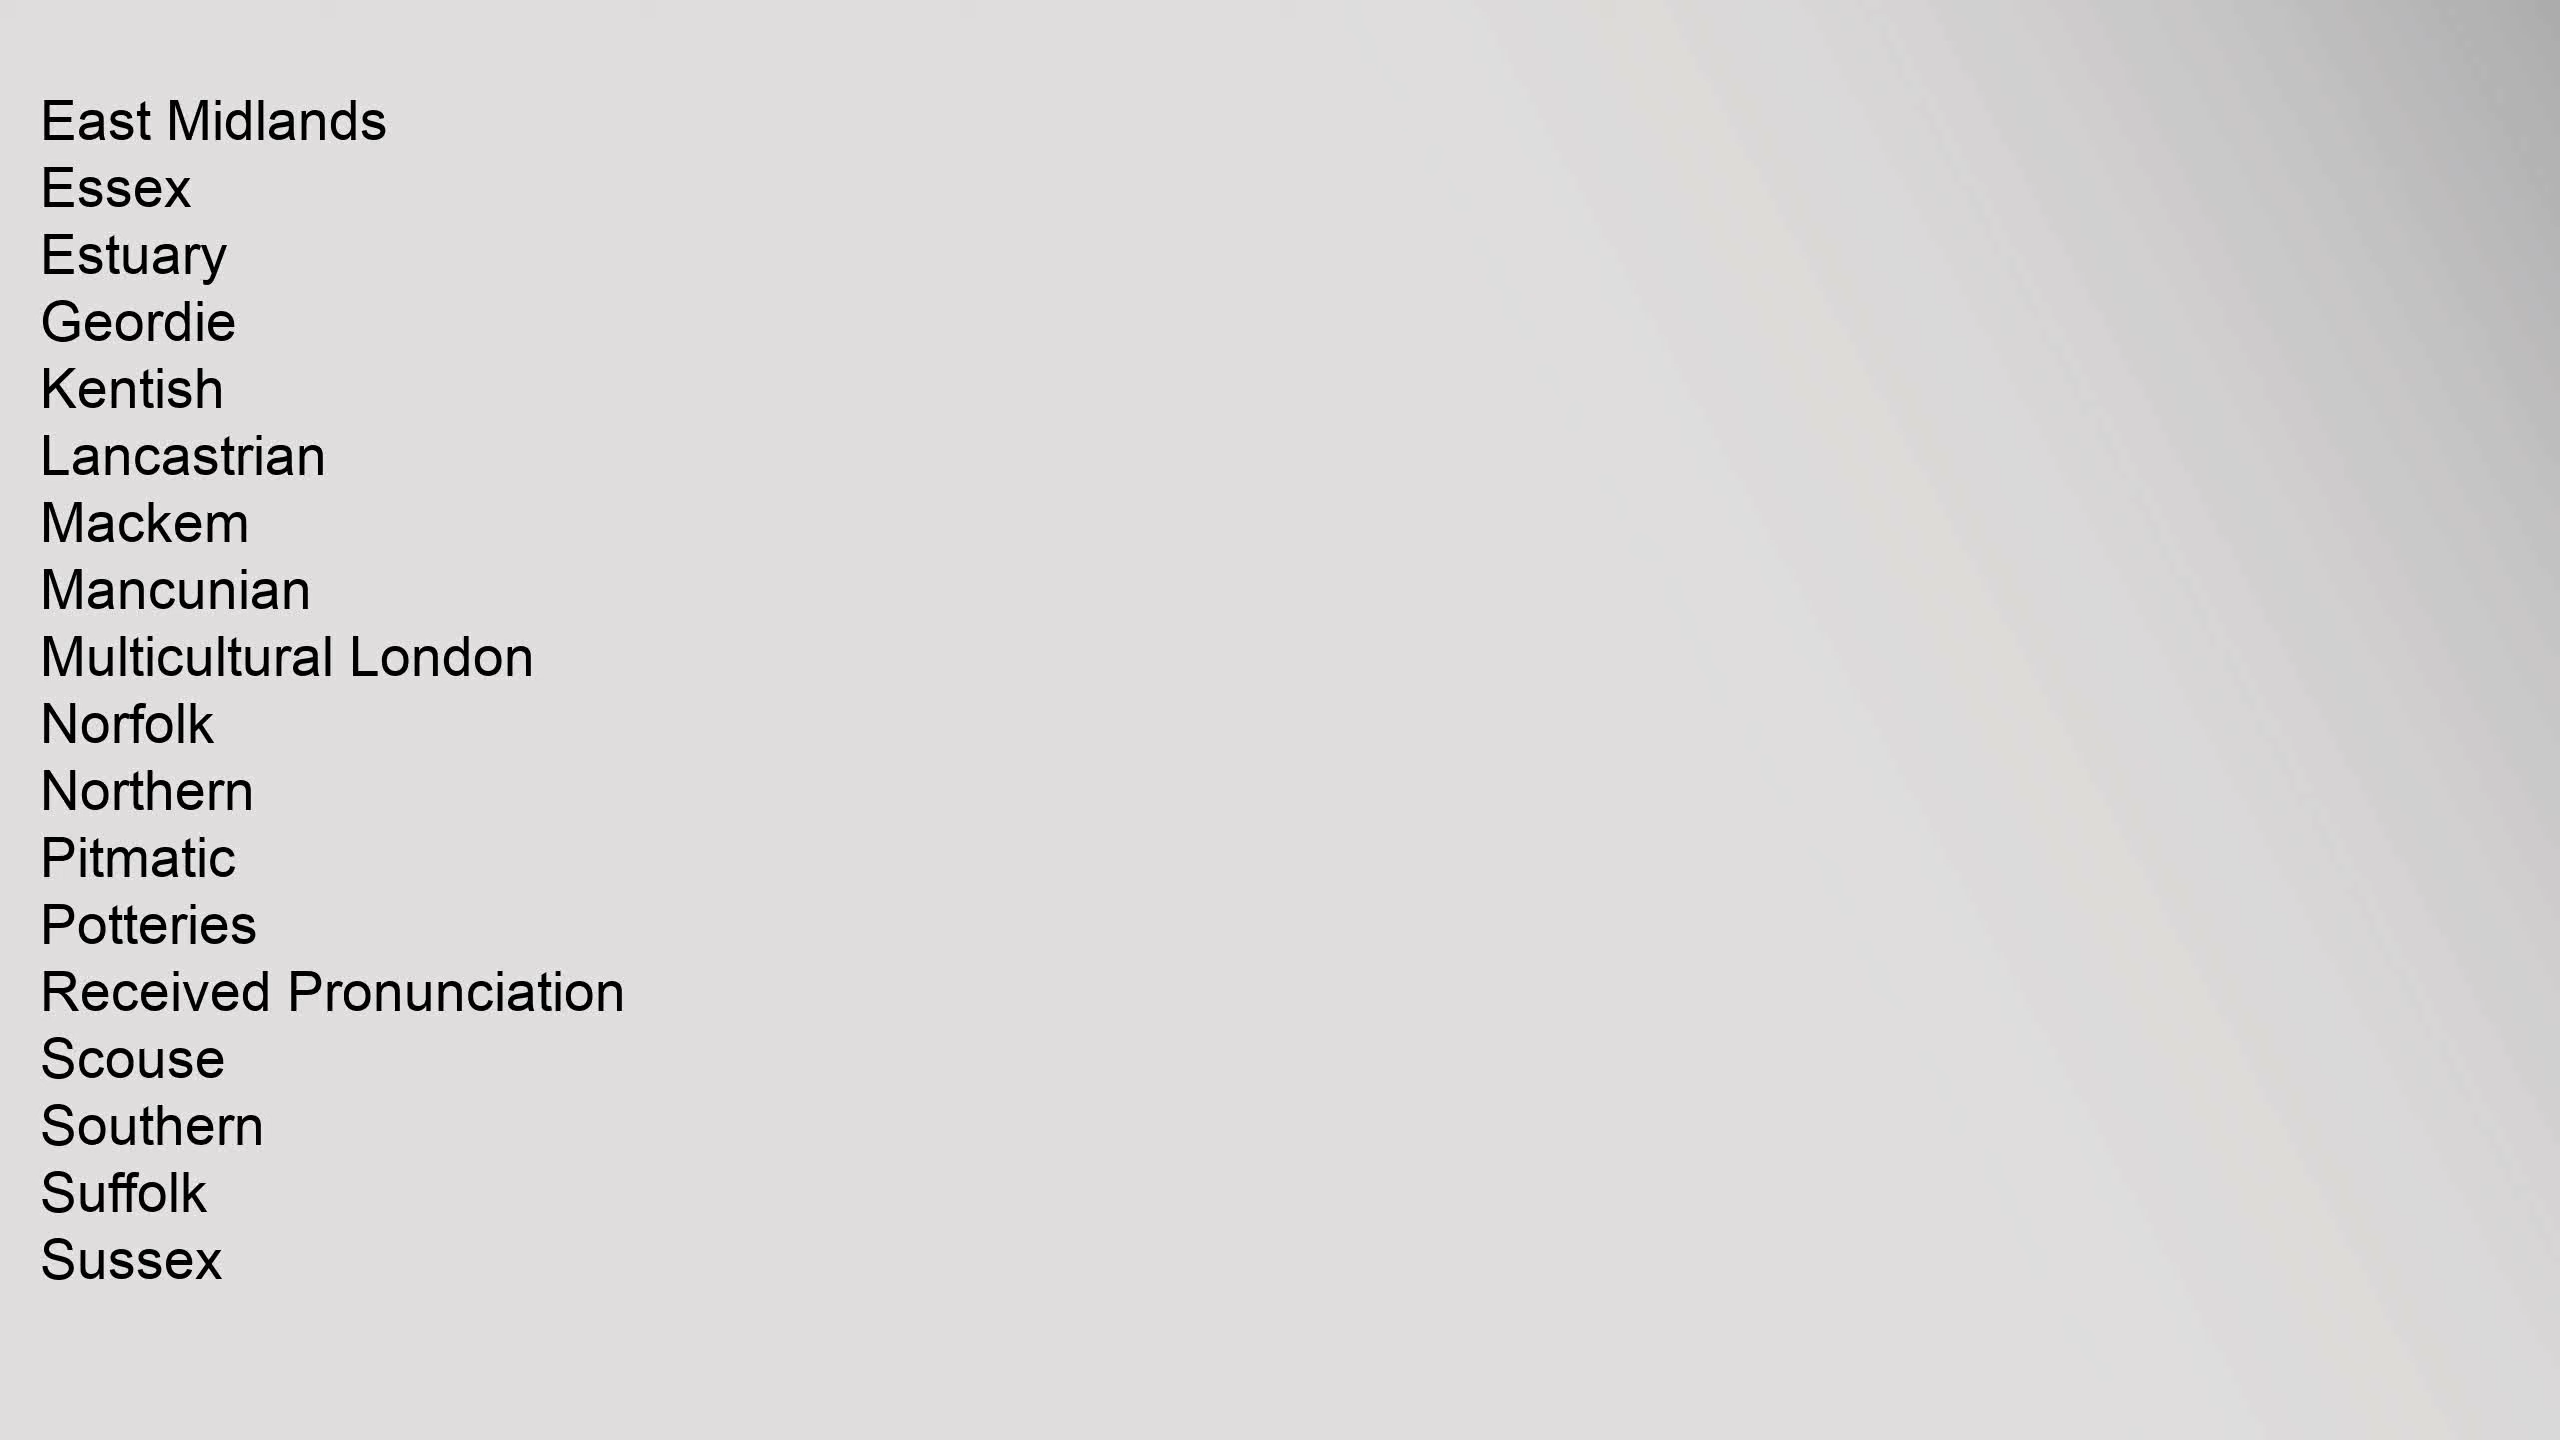 East Midlands
Essex
Estuary
Geordie
Kentish
Lancastrian
Mackem
Mancunian
Multicultural London
Norfolk
Northern
Pitmatic
Potteries
Received Pronunciation
Scouse
Southern
Suffolk
Sussex